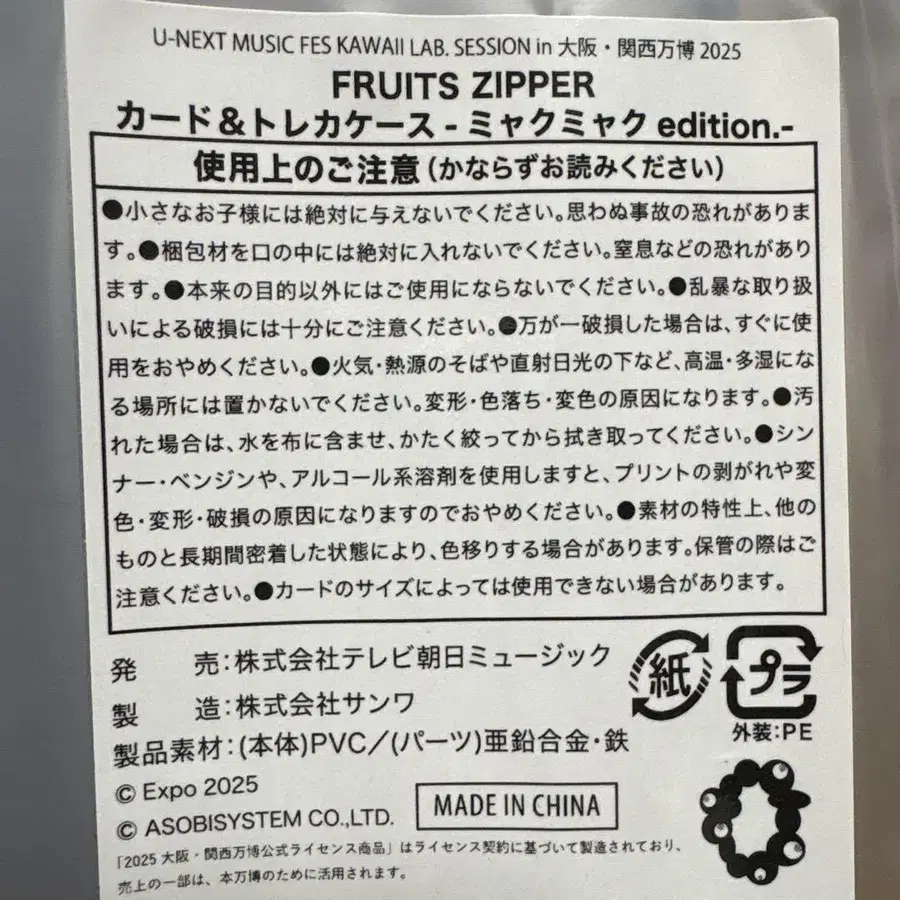 U-NEXT MUSIC FES KAWAII LAB. SESSION in 大阪・関西万博 2025
FRUITS ZIPPER
カード＆トレカケース - ミャクミャク edition.-
使用上のご注意（かならずお読みください）
●小さなお子様には絶対に与えないでください。思わぬ事故の恐れがありま
す。●梱包材を口の中には絶対に入れないでください。窒息などの恐れがあり
ます。●本来の目的以外にはご使用にならないでください。●乱暴な取り扱
いによる破損には十分にご注意ください。●万が一破損した場合は、すぐに使
用をおやめください。●火気・熱源のそばや直射日光の下など、高温・多湿にな
る場所には置かないでください。変形・色落ち・変色の原因になります。●汚
れた場合は、水を布に含ませ、かたく絞ってから拭き取ってください。●シン
ナー・ベンジンや、アルコール系溶剤を使用しますと、プリントの剥がれや変
色・変形・破損の原因になりますのでおやめください。●素材の特性上、他の
ものと長期間密着した状態により、色移りする場合があります。保管の際はご
注意ください。●カードのサイズによっては使用できない場合があります。
発　売：株式会社テレビ朝日ミュージック
製　造：株式会社サンワ
製品素材：(本体)PVC／(パーツ)亜鉛合金・鉄
紙
プラ
外装：PE
© Expo 2025
© ASOBISYSTEM CO.,LTD.
MADE IN CHINA
「2025 大阪・関西万博公式ライセンス商品」はライセンス契約に基づいて製造されており、
売上の一部は、本万博のために活用されます。